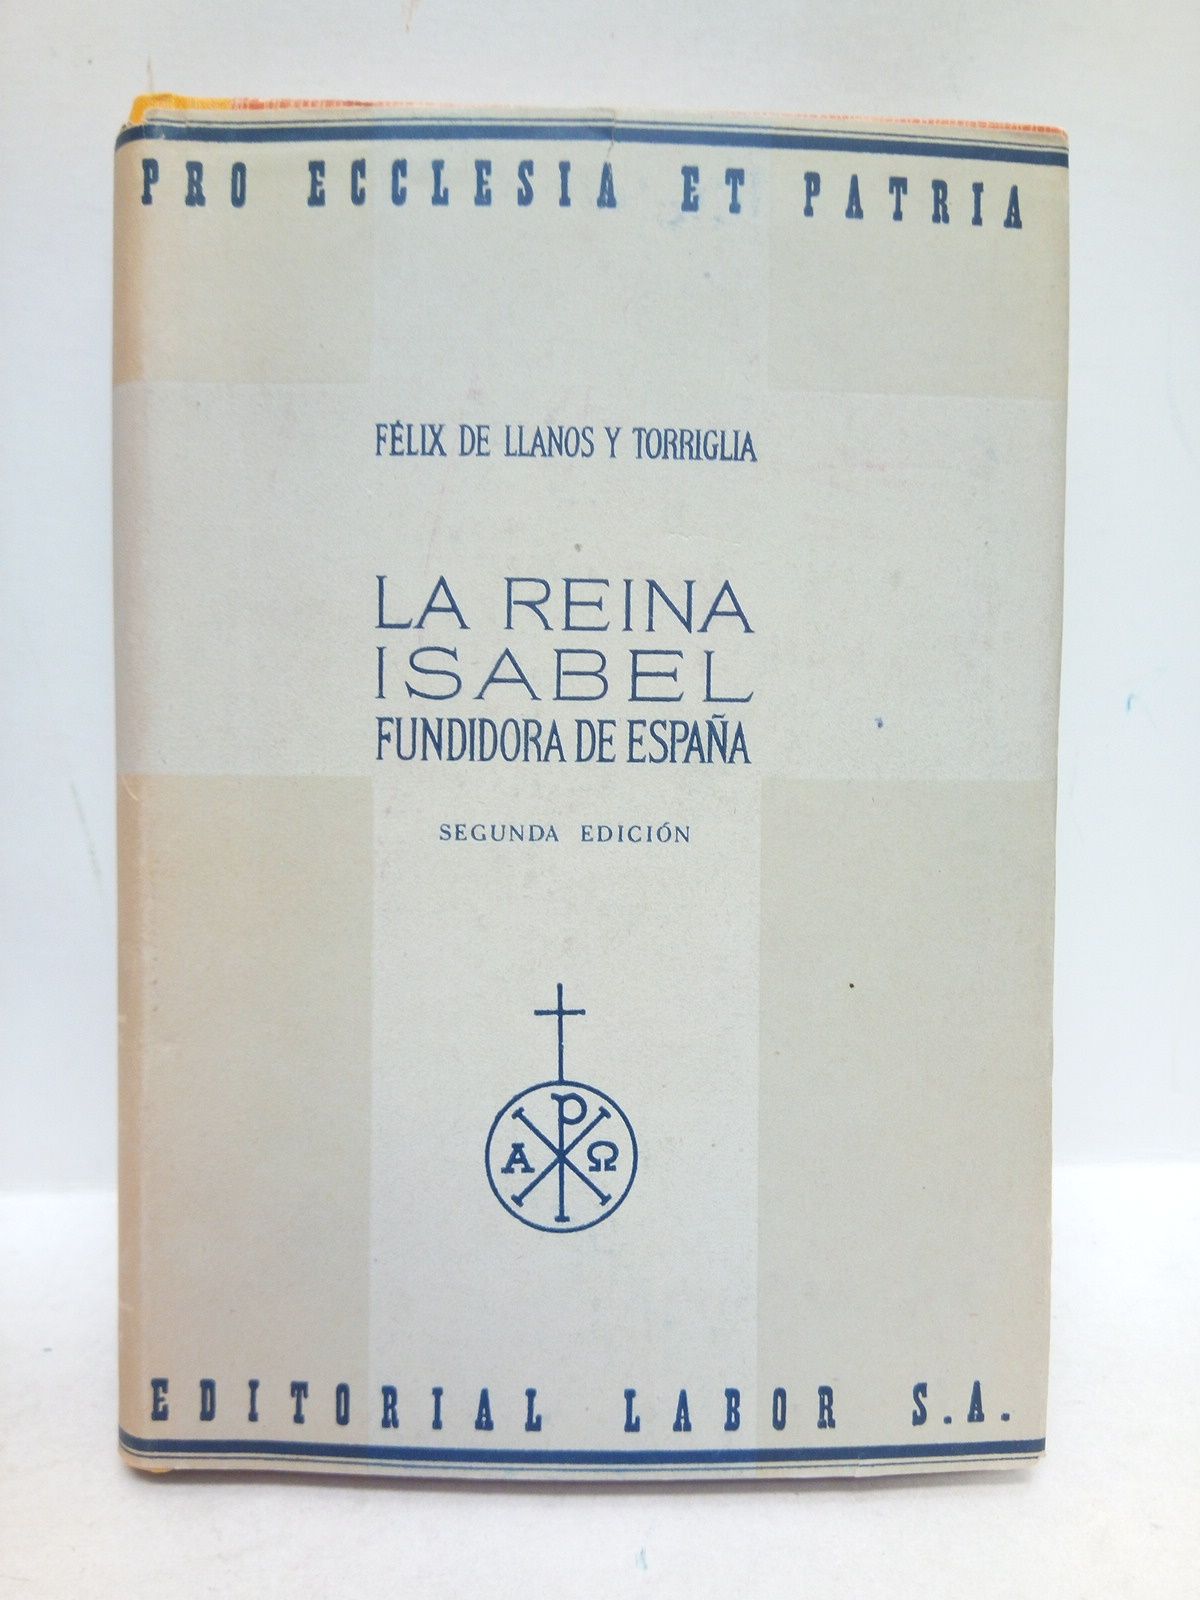 PRO ECCLESIA ET PATRIA
FÉLIX DE LLANOS Y TORRIGLIA
LA REINA
ISABEL
FUNDIDORA DE ESPAÑA
SEGUNDA EDICIÓN
P
Α Ω
EDITORIAL LABOR S.A.